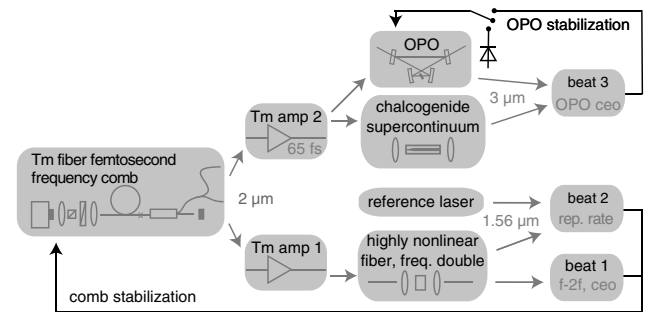 OPO stabilization
OPO
beat 3
OPO ceo
3 µm
Tm amp 2
65 fs
chalcogenide
supercontinuum
Tm fiber femtosecond
frequency comb
2 µm
reference laser
1.56 µm
beat 2
rep. rate
Tm amp 1
highly nonlinear
fiber, freq. double
beat 1
f-2f, ceo
comb stabilization